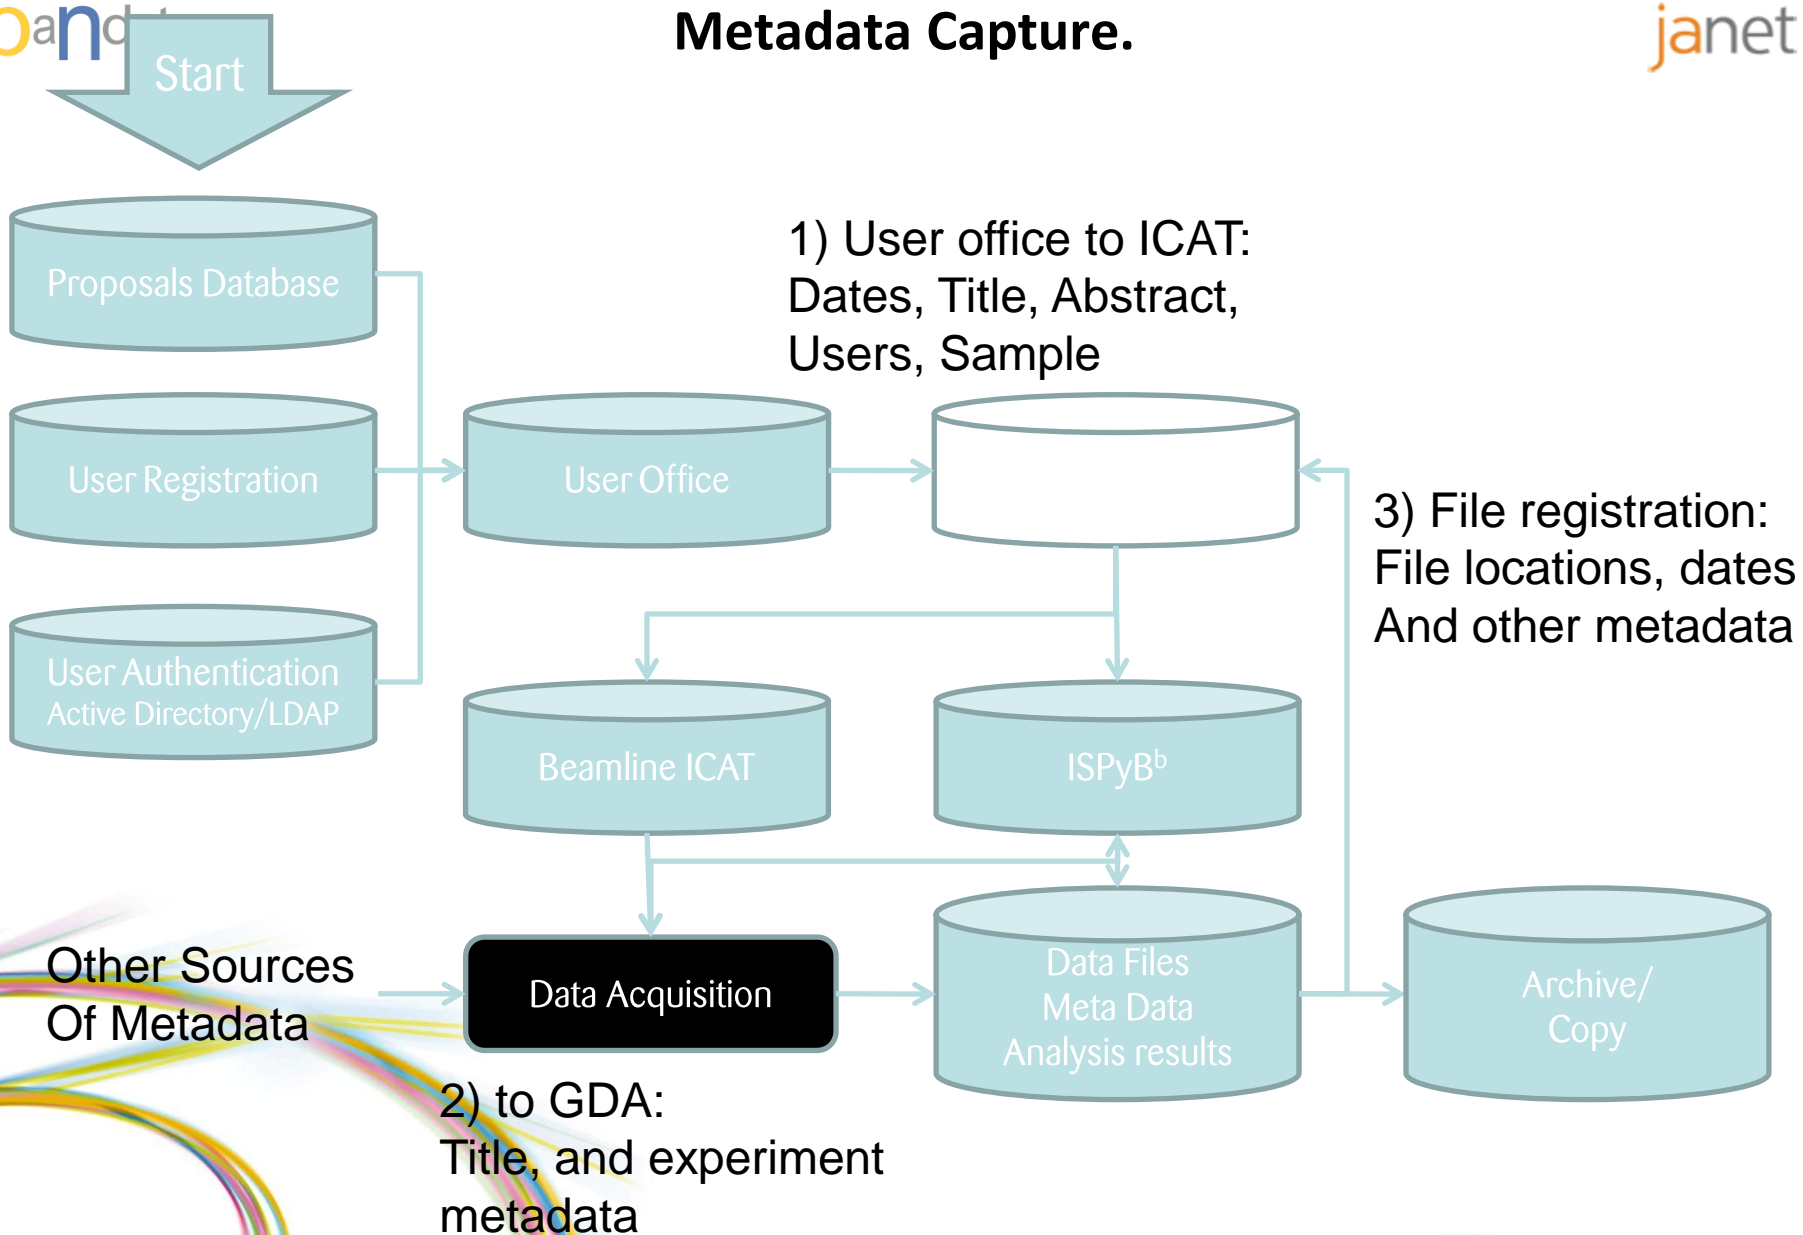 Metadata Capture.
janet
Start
Proposals Database
1) User office to ICAT:
Dates, Title, Abstract,
Users, Sample
User Registration
User Office
3) File registration:
File locations, dates
And other metadata
User Authentication
Active Directory/LDAP
Beamline ICAT
ISPyBᵇ
Other Sources
Of Metadata
Data Acquisition
Data Files
Meta Data
Analysis results
Archive/
Copy
2) to GDA:
Title, and experiment
metadata